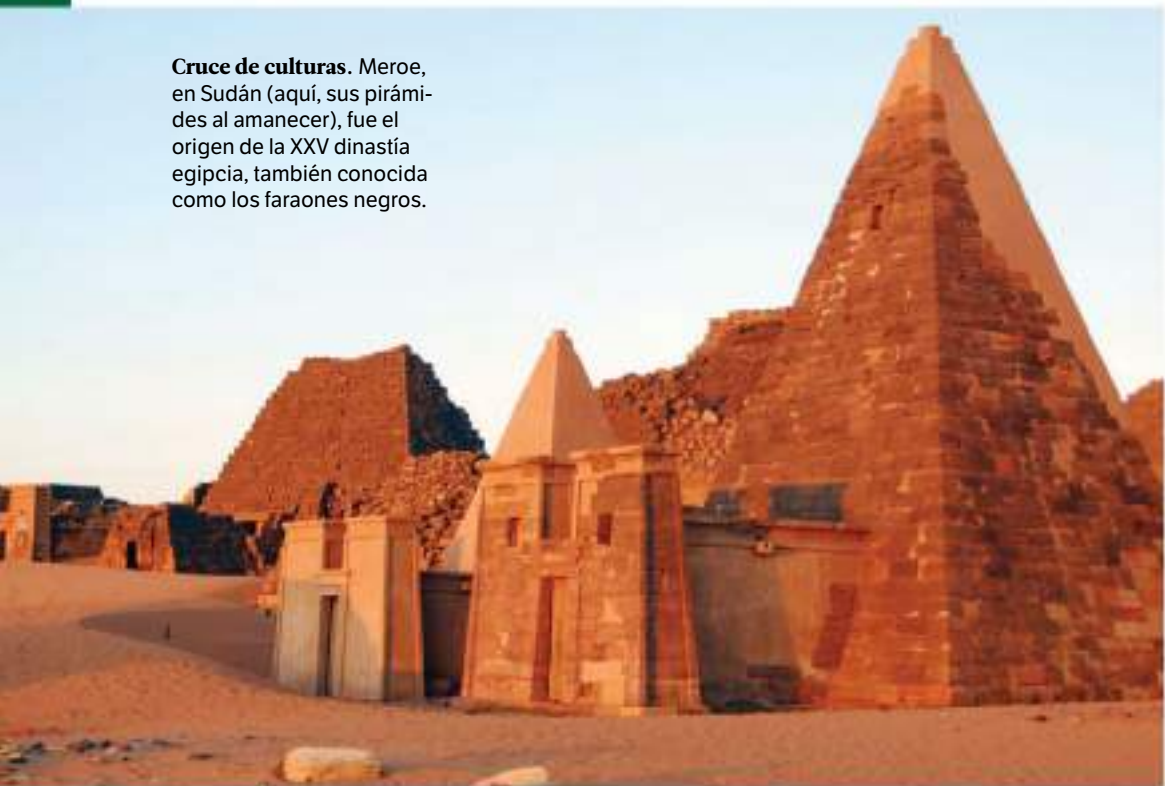 Cruce de culturas. Meroe,
en Sudán (aquí, sus pirámi-
des al amanecer), fue el
origen de la XXV dinastía
egipcia, también conocida
como los faraones negros.